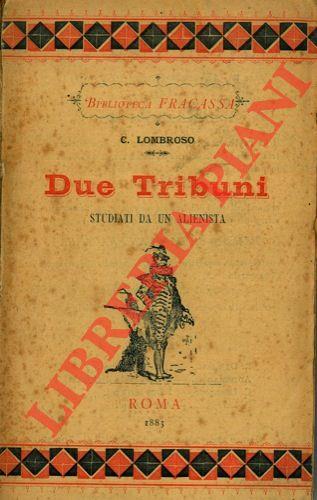 BIBLIOTECA FRACASSA
C. LOMBROSO
Due Tribuni
STUDIATI DA UN ALIENISTA
ROMA
1883
LIBRERIA PIANI